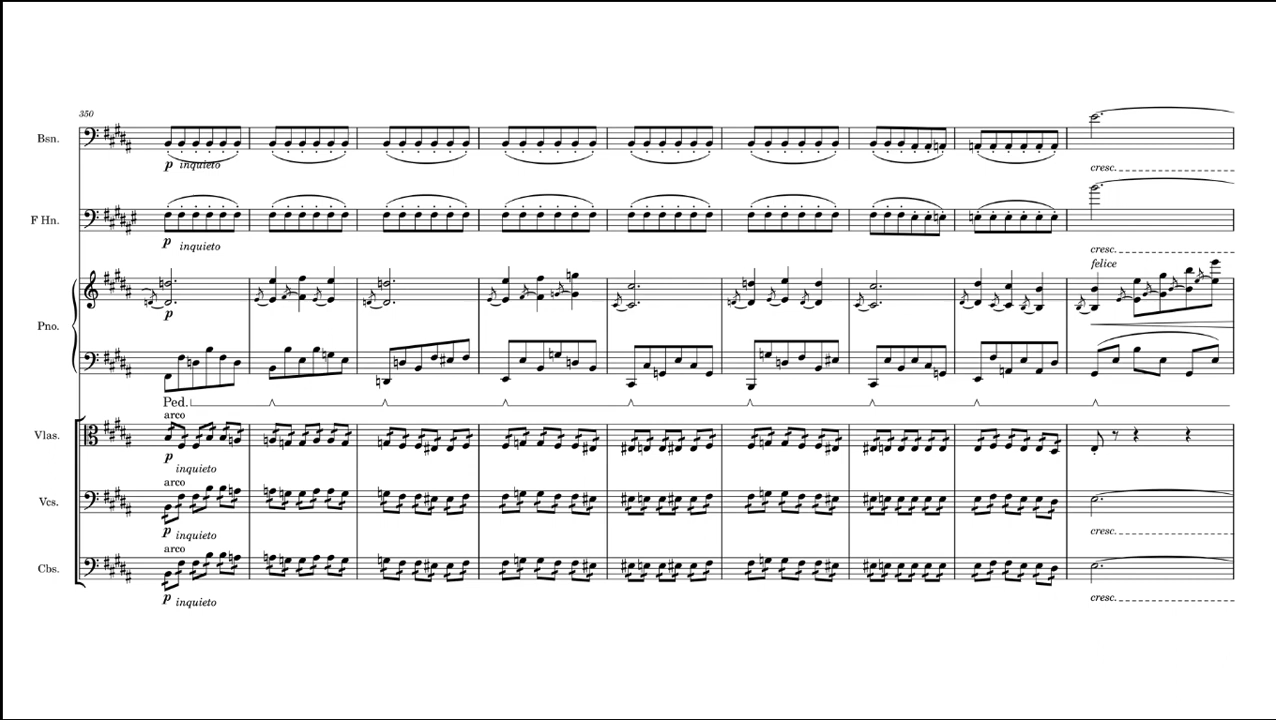 350
Bsn.
p inquieto
cresc.
F Hn.
p inquieto
cresc.
felice
Pno.
p
Ped.
arco
Vlas.
p inquieto
arco
Vcs.
p inquieto
cresc.
arco
Cbs.
p inquieto
cresc.